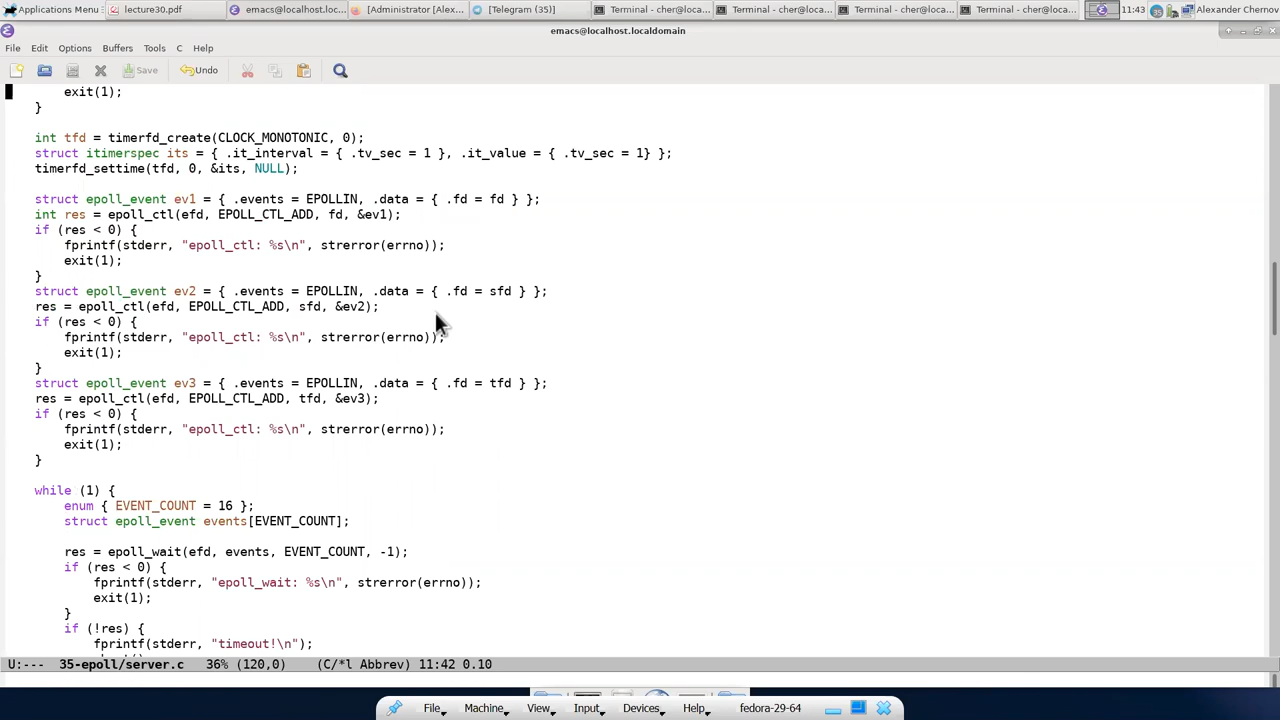 Applications Menu lecture30.pdf emacs@localhost.loc... [Administrator [Alex... [Telegram (35)] Terminal - cher@loca... Terminal - cher@loca... Terminal - cher@loca... Terminal - cher@loca... 11:43 35 Alexander Chernov
emacs@localhost.localdomain
File Edit Options Buffers Tools C Help
Save Undo
exit(1);
}
int tfd = timerfd_create(CLOCK_MONOTONIC, 0);
struct itimerspec its = { .it_interval = { .tv_sec = 1 }, .it_value = { .tv_sec = 1} };
timerfd_settime(tfd, 0, &its, NULL);
struct epoll_event ev1 = { .events = EPOLLIN, .data = { .fd = fd } };
int res = epoll_ctl(efd, EPOLL_CTL_ADD, fd, &ev1);
if (res < 0) {
fprintf(stderr, "epoll_ctl: %s\n", strerror(errno));
exit(1);
}
struct epoll_event ev2 = { .events = EPOLLIN, .data = { .fd = sfd } };
res = epoll_ctl(efd, EPOLL_CTL_ADD, sfd, &ev2);
if (res < 0) {
fprintf(stderr, "epoll_ctl: %s\n", strerror(errno));
exit(1);
}
struct epoll_event ev3 = { .events = EPOLLIN, .data = { .fd = tfd } };
res = epoll_ctl(efd, EPOLL_CTL_ADD, tfd, &ev3);
if (res < 0) {
fprintf(stderr, "epoll_ctl: %s\n", strerror(errno));
exit(1);
}
while (1) {
enum { EVENT_COUNT = 16 };
struct epoll_event events[EVENT_COUNT];
res = epoll_wait(efd, events, EVENT_COUNT, -1);
if (res < 0) {
fprintf(stderr, "epoll_wait: %s\n", strerror(errno));
exit(1);
}
if (!res) {
fprintf(stderr, "timeout!\n");
U:--- 35-epoll/server.c 36% (120,0) (C/*l Abbrev) 11:42 0.10
File Machine View Input Devices Help fedora-29-64